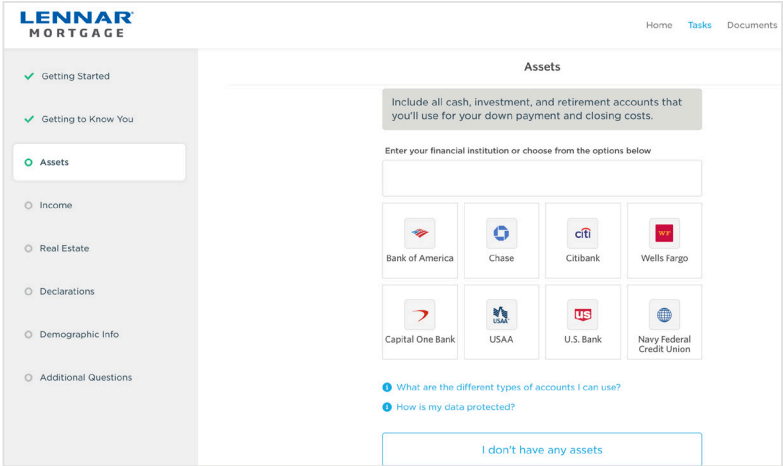 LENNAR
MORTGAGE
Home Tasks Documents
Getting Started
Getting to Know You
Assets
Income
Real Estate
Declarations
Demographic Info
Additional Questions
Assets
Include all cash, investment, and retirement accounts that
you'll use for your down payment and closing costs.
Enter your financial institution or choose from the options below
Bank of America
Chase
citi
Citibank
WF
Wells Fargo
Capital One Bank
USAA
USAA
US
U.S. Bank
Navy Federal
Credit Union
What are the different types of accounts I can use?
How is my data protected?
I don't have any assets